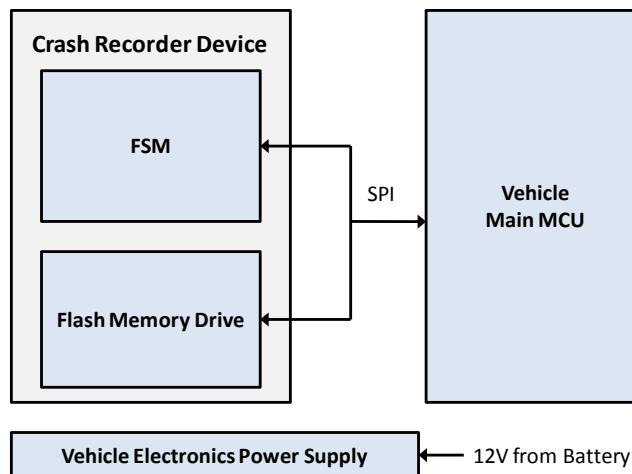 Crash Recorder Device
FSM
Flash Memory Drive
SPI
Vehicle
Main MCU
Vehicle Electronics Power Supply
12V from Battery